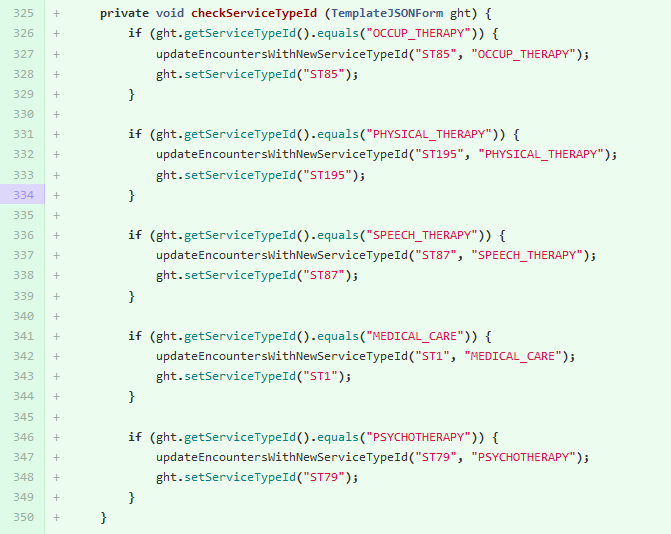 325 + private void checkServiceTypeId (TemplateJSONForm ght) {
326 + if (ght.getServiceTypeId().equals("OCCUP_THERAPY")) {
327 + updateEncountersWithNewServiceTypeId("ST85", "OCCUP_THERAPY");
328 + ght.setServiceTypeId("ST85");
329 + }
330 +
331 + if (ght.getServiceTypeId().equals("PHYSICAL_THERAPY")) {
332 + updateEncountersWithNewServiceTypeId("ST195", "PHYSICAL_THERAPY");
333 + ght.setServiceTypeId("ST195");
334 + }
335 +
336 + if (ght.getServiceTypeId().equals("SPEECH_THERAPY")) {
337 + updateEncountersWithNewServiceTypeId("ST87", "SPEECH_THERAPY");
338 + ght.setServiceTypeId("ST87");
339 + }
340 +
341 + if (ght.getServiceTypeId().equals("MEDICAL_CARE")) {
342 + updateEncountersWithNewServiceTypeId("ST1", "MEDICAL_CARE");
343 + ght.setServiceTypeId("ST1");
344 + }
345 +
346 + if (ght.getServiceTypeId().equals("PSYCHOTHERAPY")) {
347 + updateEncountersWithNewServiceTypeId("ST79", "PSYCHOTHERAPY");
348 + ght.setServiceTypeId("ST79");
349 + }
350 + }